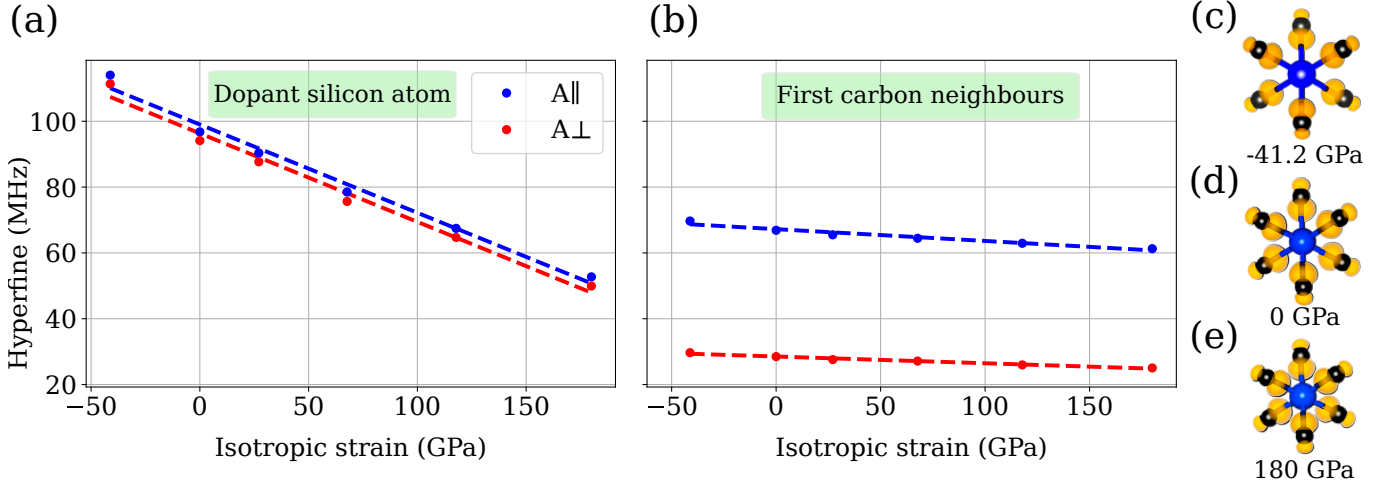 (a)
Dopant silicon atom
A∥
A⊥
Hyperfine (MHz)
100
80
60
40
20
−50
0
50
100
150
Isotropic strain (GPa)
(b)
First carbon neighbours
−50
0
50
100
150
Isotropic strain (GPa)
(c)
-41.2 GPa
(d)
0 GPa
(e)
180 GPa